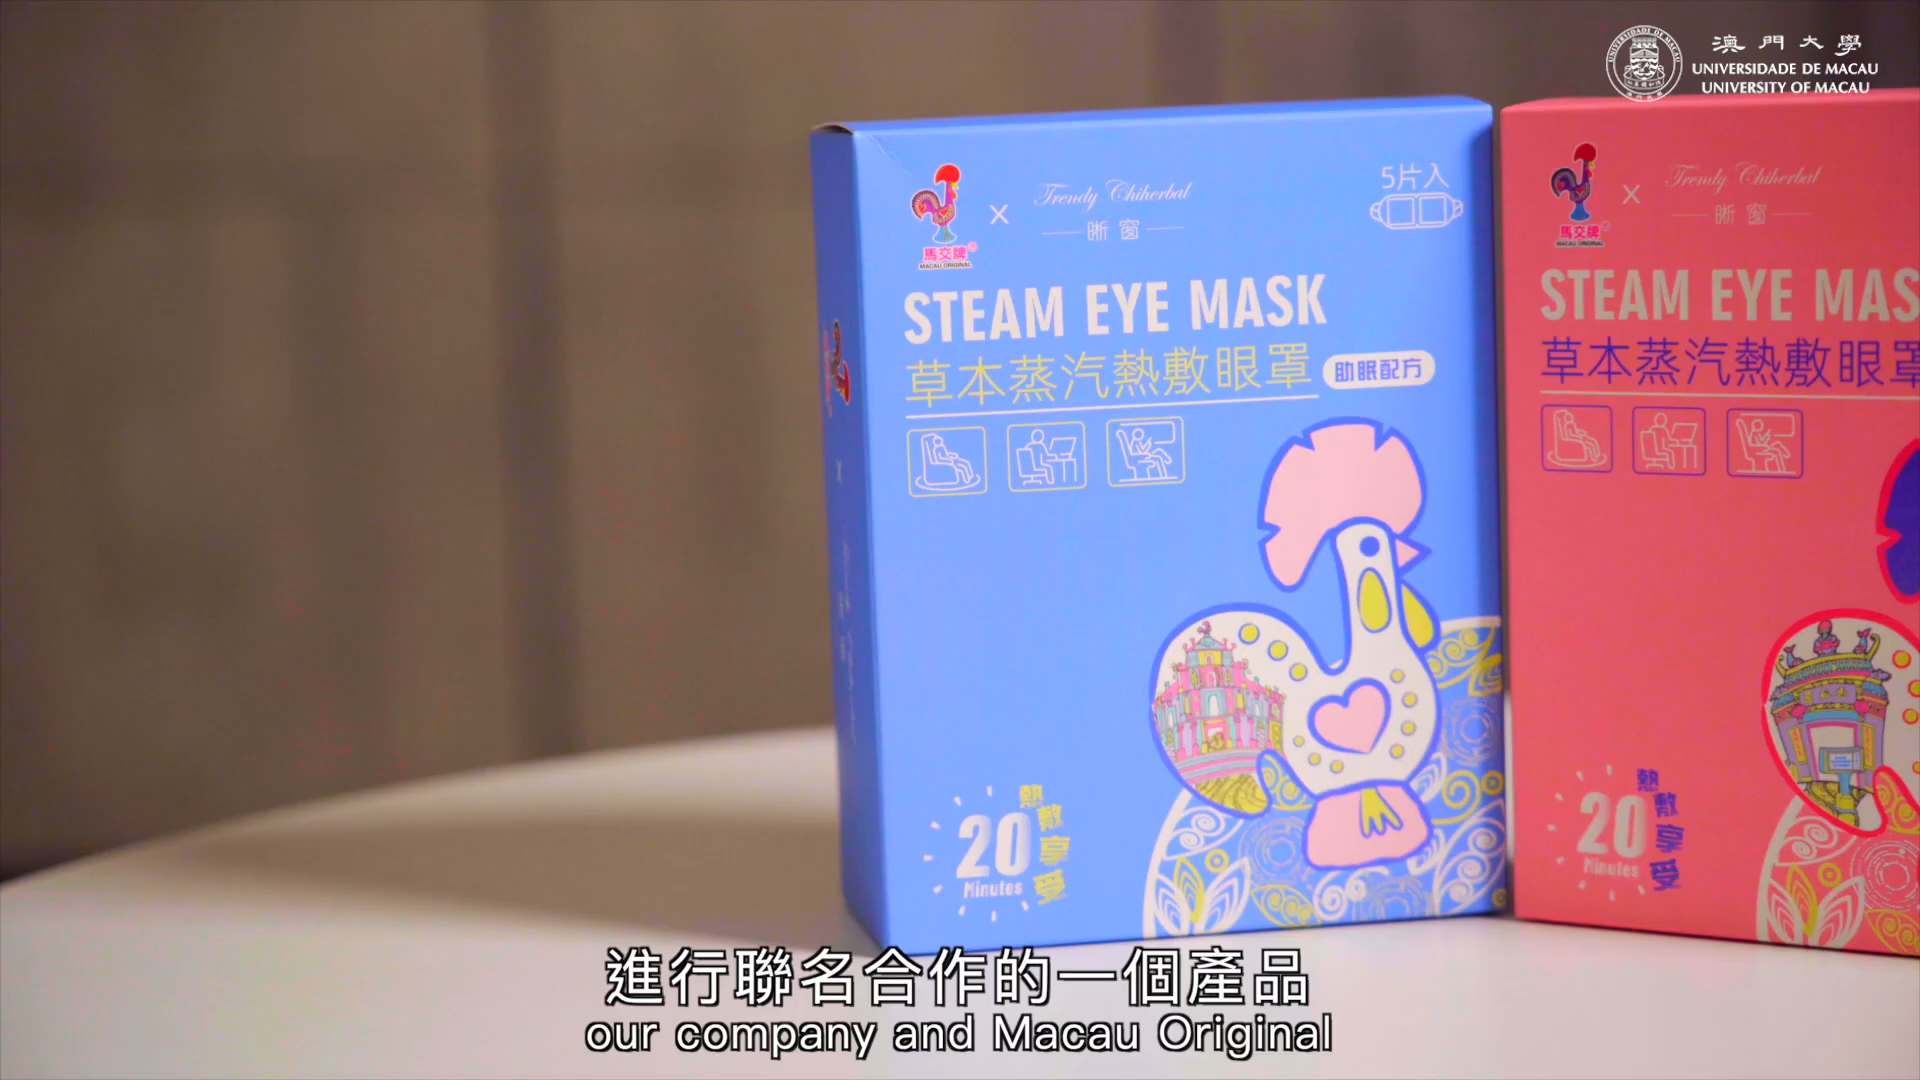 澳門大學
UNIVERSIDADE DE MACAU
UNIVERSITY OF MACAU
馬交牌®
MACAU ORIGINAL
X
Trendy Chiherbal
晰窗
5片入
STEAM EYE MASK
草本蒸汽熱敷眼罩
助眠配方
20
Minutes
熱敷享受
馬交牌
MACAU ORIGINAL
X
Trendy Chiherbal
晰窗
STEAM EYE MAS
草本蒸汽熱敷眼罩
20
Minutes
熱敷享受
進行聯名合作的一個產品
our company and Macau Original